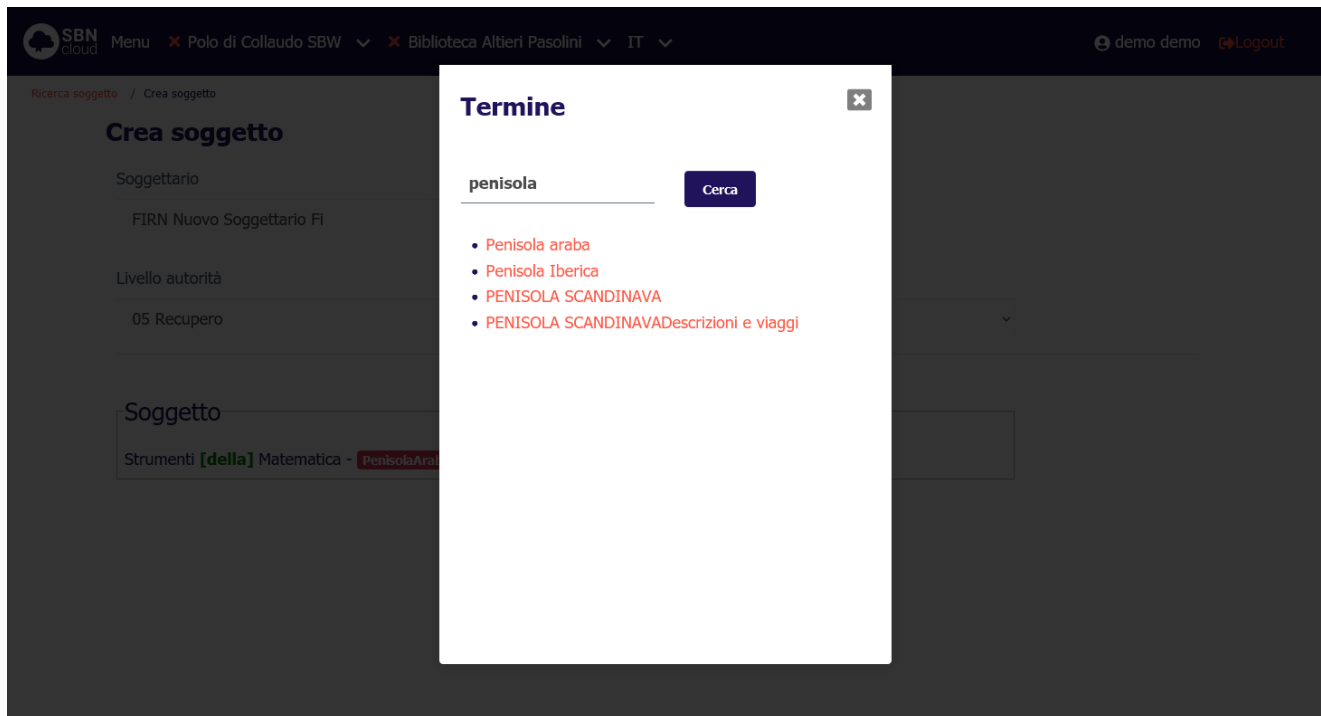 SBN cloud Menu Polo di Collaudo SBW Biblioteca Altieri Pasolini IT demo demo Logout
Ricerca soggetto / Crea soggetto
Crea soggetto
Soggettario
FIRN Nuovo Soggettario Fi
Livello autorità
05 Recupero
Soggetto
Strumenti [della] Matematica -
Termine
penisola Cerca
Penisola araba
Penisola Iberica
PENISOLA SCANDINAVA
PENISOLA SCANDINAVADescrizioni e viaggi